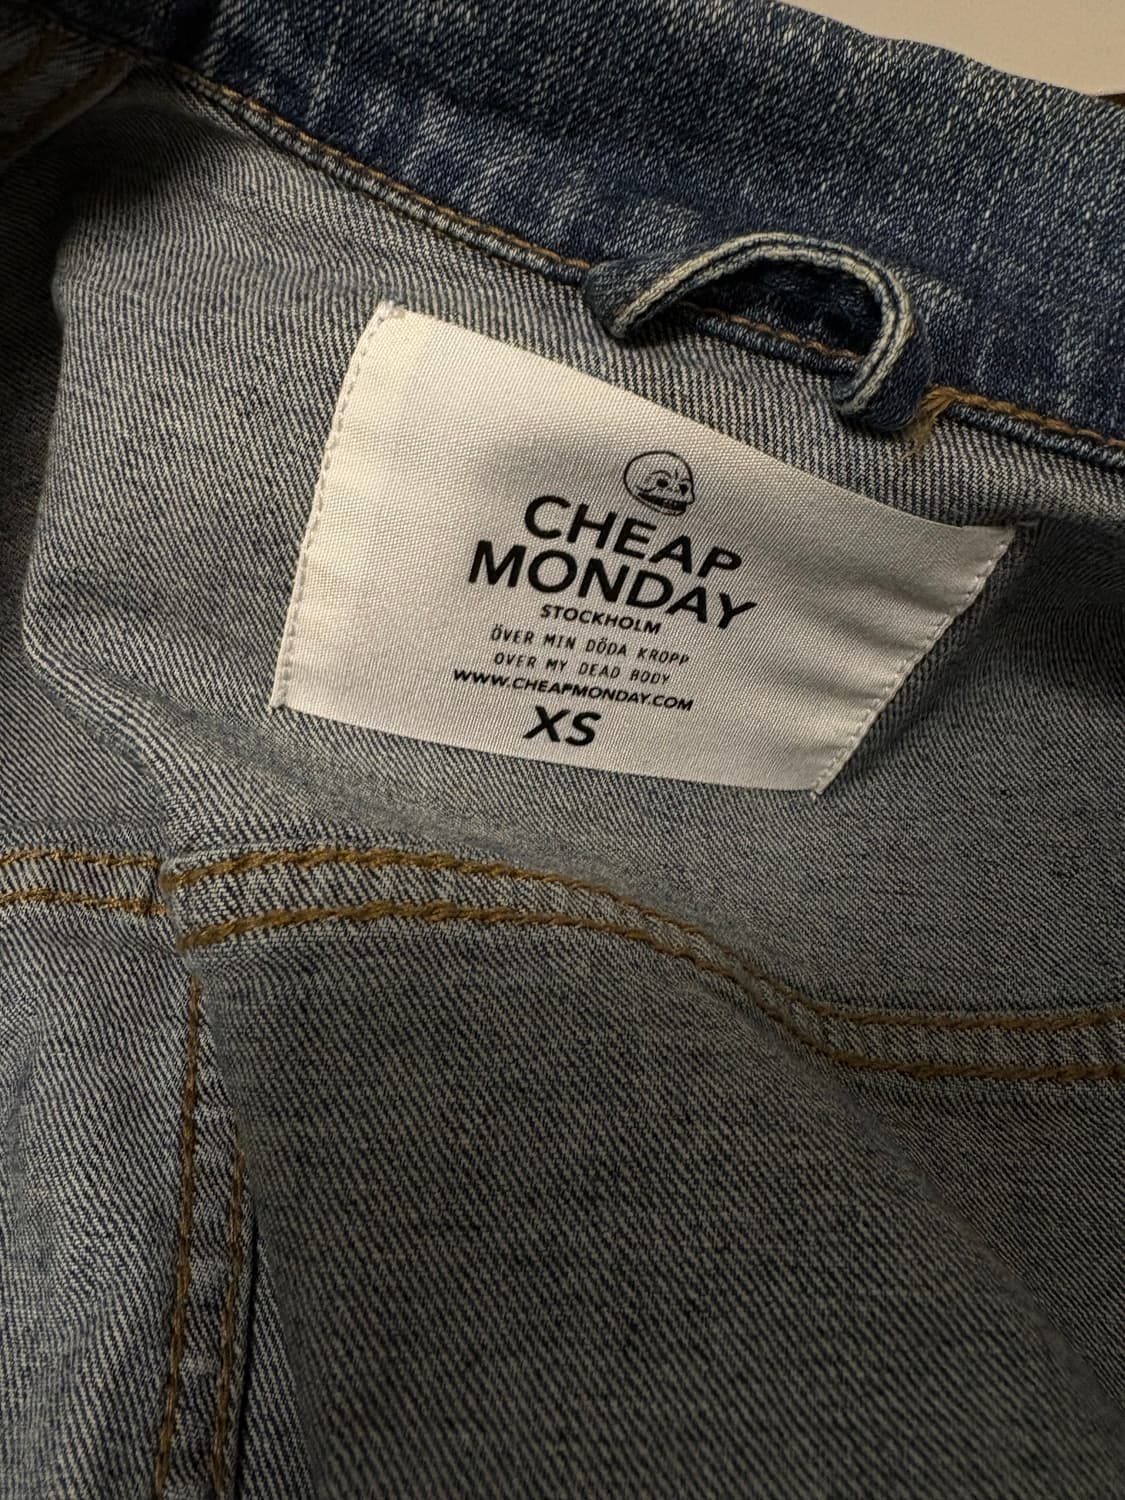 CHEAP
MONDAY
STOCKHOLM
ÖVER MIN DÖDA KROPP
OVER MY DEAD BODY
WWW.CHEAPMONDAY.COM
XS